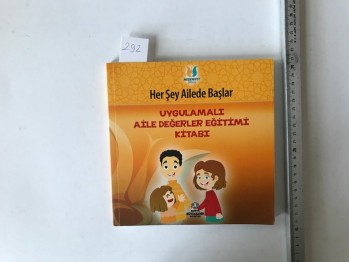 292
Her Şey Ailede Başlar
UYGULAMALI
AİLE DEĞERLER EĞİTİMİ
KİTABI